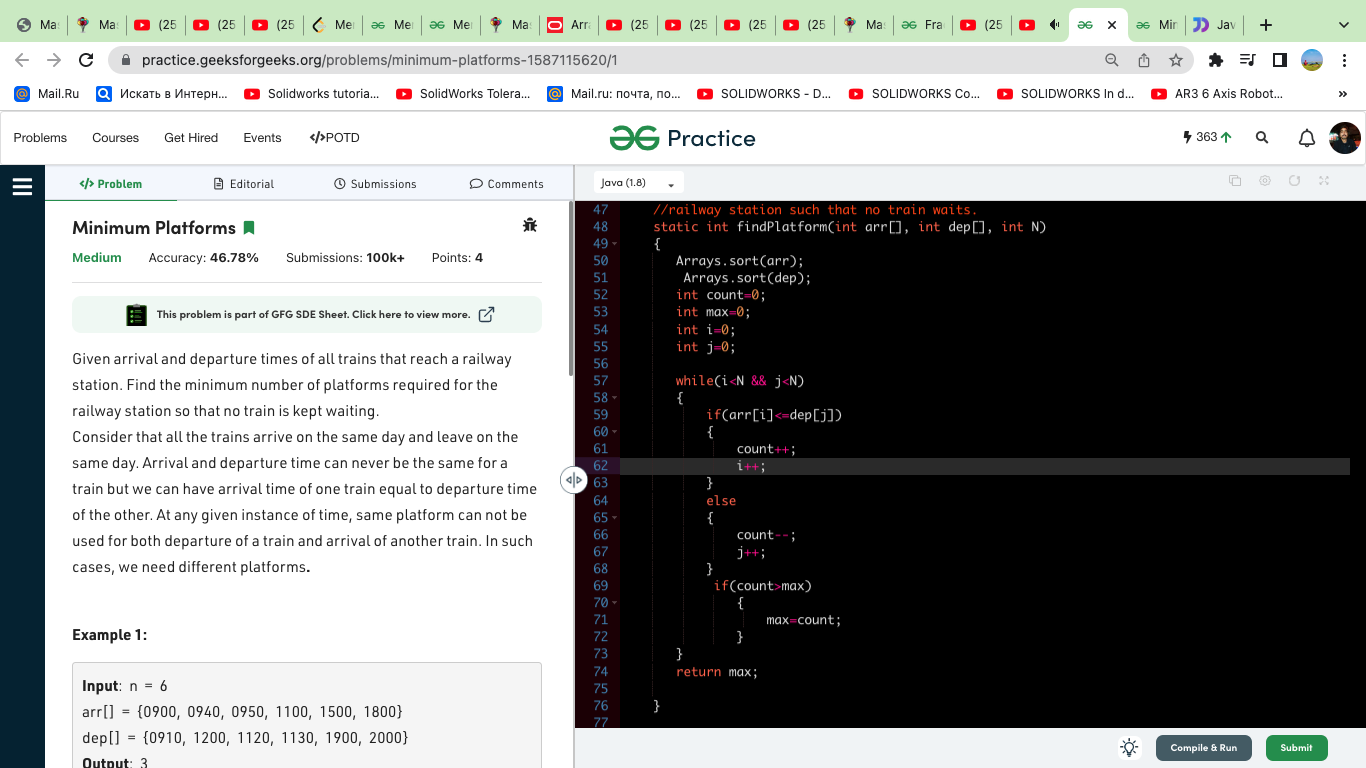 Ma:
Ma:
(25
(25
(25
Me
Mer
Mer
Ma:
Arra
(25
(25
(25
(25
Ma:
Fra
(25
Mir
Jav
practice.geeksforgeeks.org/problems/minimum-platforms-1587115620/1
Mail.Ru
Искать в Интерн...
Solidworks tutoria...
SolidWorks Tolera...
Mail.ru: почта, по...
SOLIDWORKS - D...
SOLIDWORKS Co...
SOLIDWORKS In d...
AR3 6 Axis Robot...
»
Problems
Courses
Get Hired
Events
</>POTD
Practice
363
</> Problem
Editorial
Submissions
Comments
Java (1.8)
Minimum Platforms
Medium
Accuracy: 46.78%
Submissions: 100k+
Points: 4
This problem is part of GFG SDE Sheet. Click here to view more.
Given arrival and departure times of all trains that reach a railway
station. Find the minimum number of platforms required for the
railway station so that no train is kept waiting.
Consider that all the trains arrive on the same day and leave on the
same day. Arrival and departure time can never be the same for a
train but we can have arrival time of one train equal to departure time
of the other. At any given instance of time, same platform can not be
used for both departure of a train and arrival of another train. In such
cases, we need different platforms.
Example 1:
Input: n = 6
arr[] = {0900, 0940, 0950, 1100, 1500, 1800}
dep[] = {0910, 1200, 1120, 1130, 1900, 2000}
Output: 3
47 //railway station such that no train waits.
48 static int findPlatform(int arr[], int dep[], int N)
49 {
50 Arrays.sort(arr);
51 Arrays.sort(dep);
52 int count=0;
53 int max=0;
54 int i=0;
55 int j=0;
56
57 while(i<N && j<N)
58 {
59 if(arr[i]<=dep[j])
60 {
61 count++;
62 i++;
63 }
64 else
65 {
66 count--;
67 j++;
68 }
69 if(count>max)
70 {
71 max=count;
72 }
73 }
74 return max;
75
76 }
77
Compile & Run
Submit